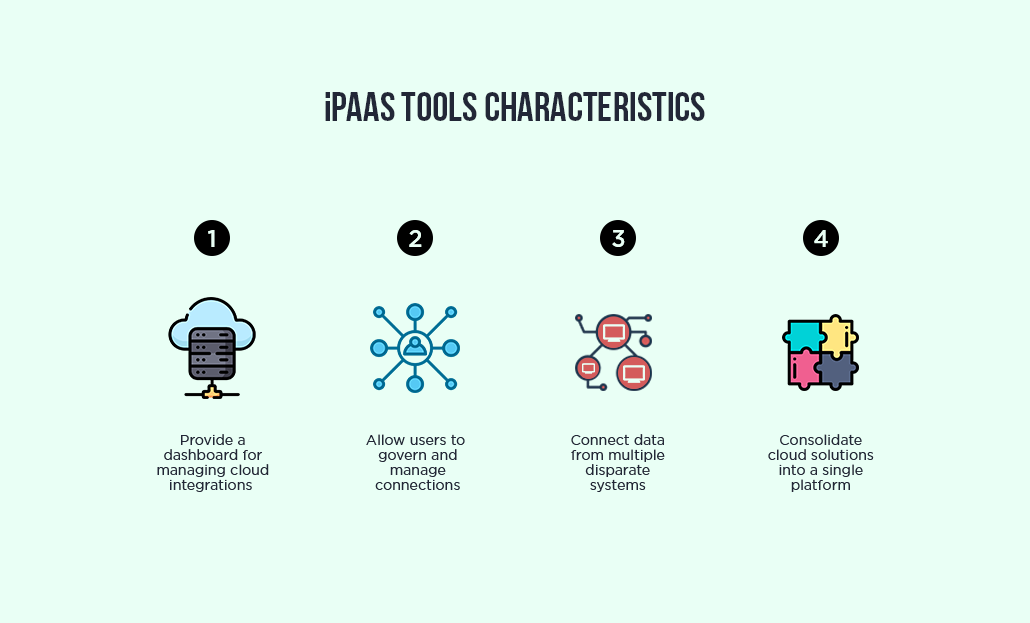 iPAAS TOOLS CHARACTERISTICS
1
2
3
4
Provide a
dashboard for
managing cloud
integrations
Allow users to
govern and
manage
connections
Connect data
from multiple
disparate
systems
Consolidate
cloud solutions
into a single
platform